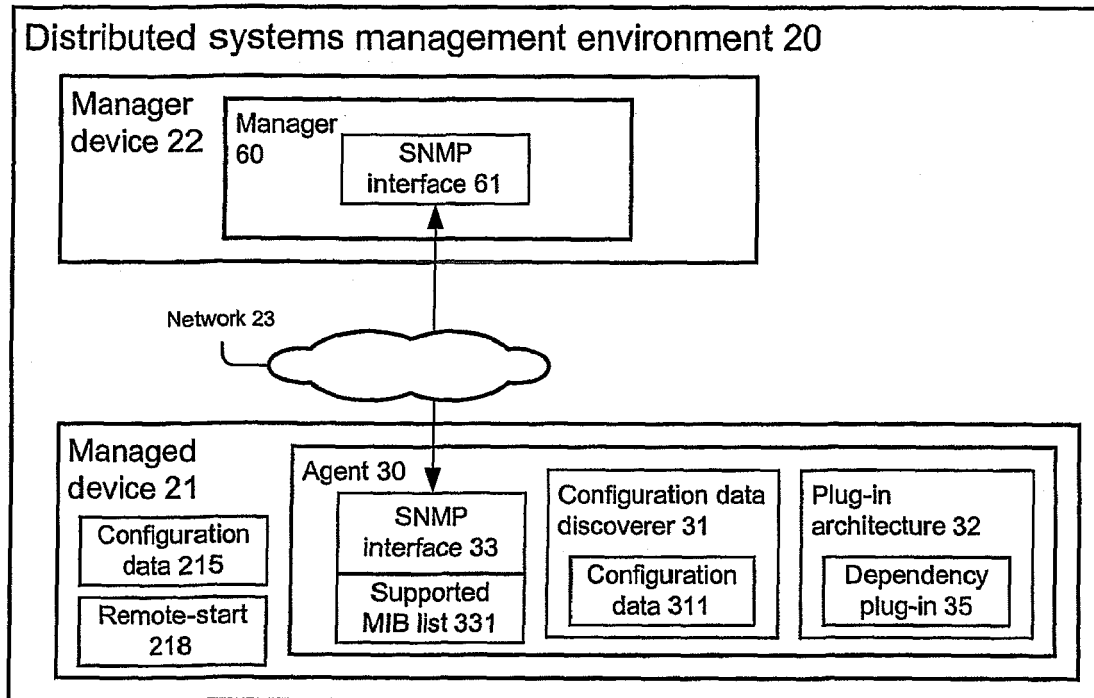 Distributed systems management environment 20
Manager
device 22
Manager
60
SNMP
interface 61
Network 23
Managed
device 21
Configuration
data 215
Remote-start
218
Agent 30
SNMP
interface 33
Supported
MIB list 331
Configuration data
discoverer 31
Configuration
data 311
Plug-in
architecture 32
Dependency
plug-in 35